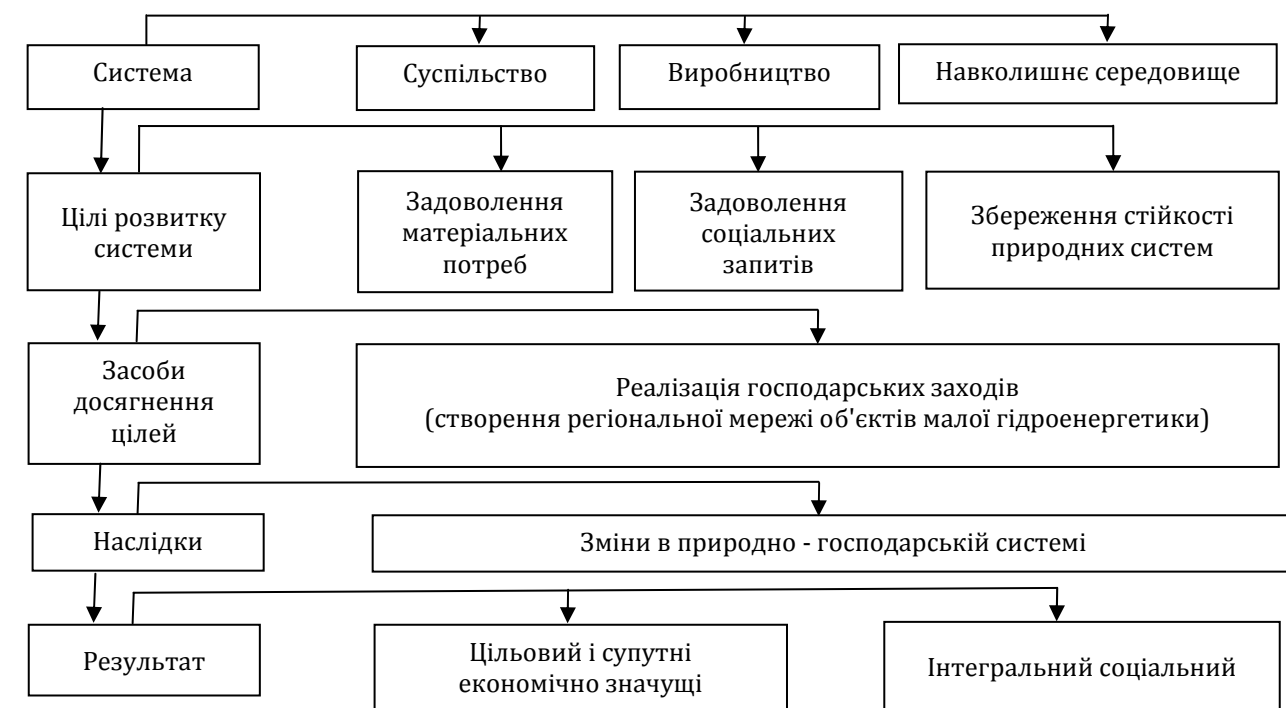 Система
Суспільство
Виробництво
Навколишнє середовище
Цілі розвитку
системи
Задоволення
матеріальних
потреб
Задоволення
соціальних
запитів
Збереження стійкості
природних систем
Засоби
досягнення
цілей
Реалізація господарських заходів
(створення регіональної мережі об'єктів малої гідроенергетики)
Наслідки
Зміни в природно - господарській системі
Результат
Цільовий і супутні
економічно значущі
Інтегральний соціальний